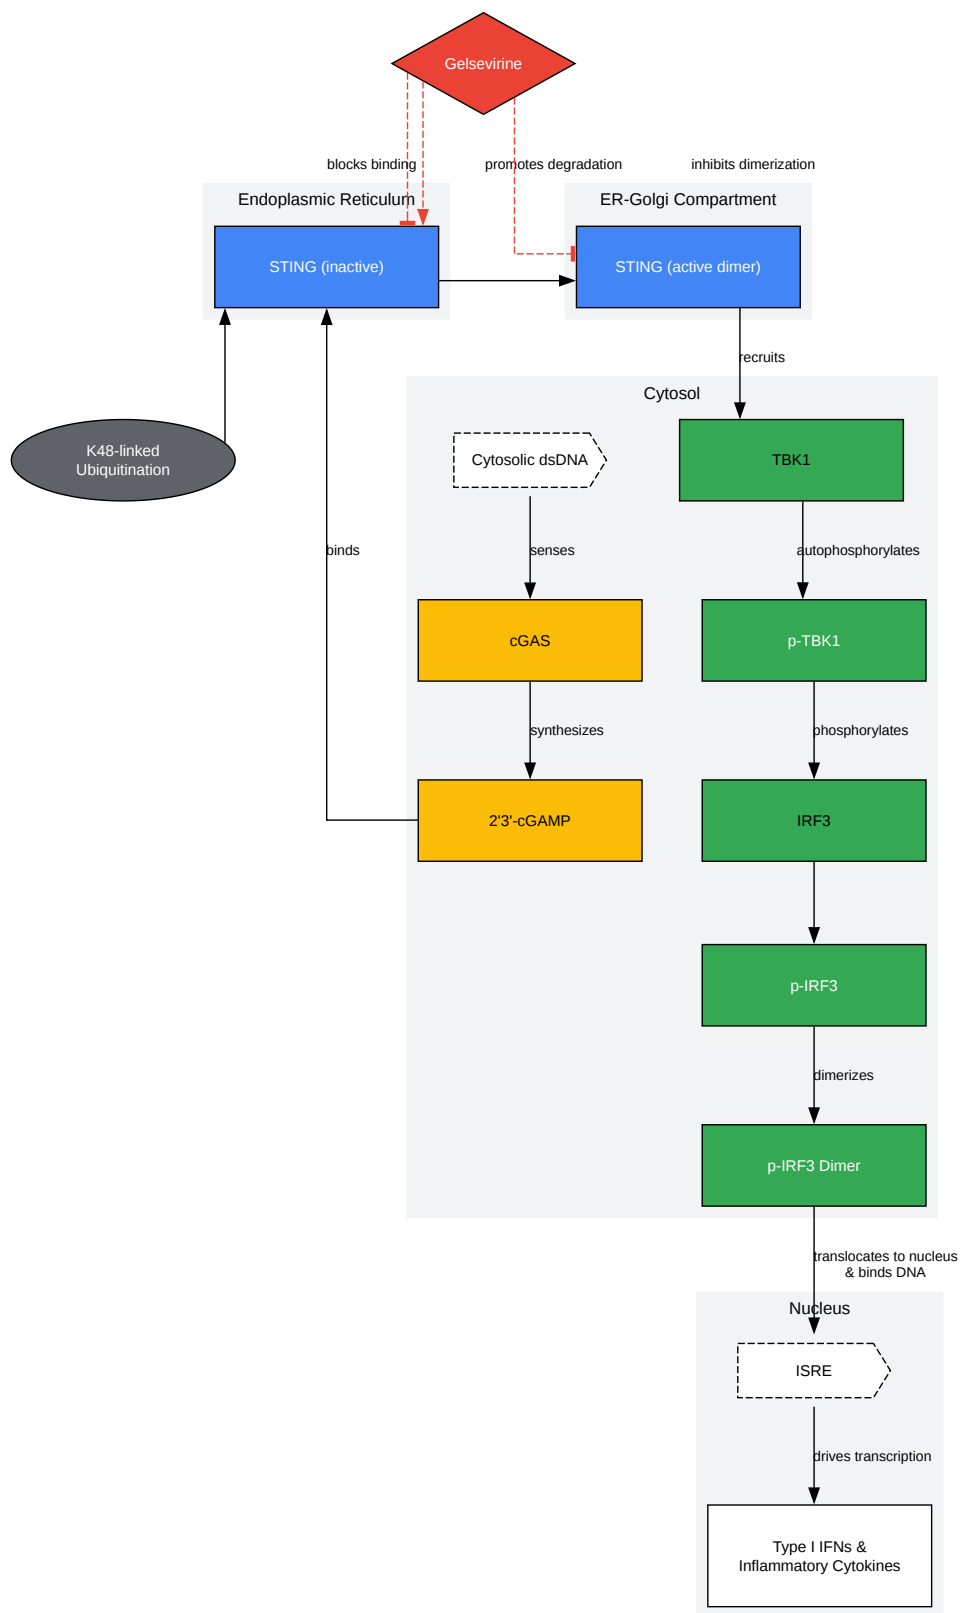 Gelsevirine
blocks binding
promotes degradation
inhibits dimerization
Endoplasmic Reticulum
ER-Golgi Compartment
STING (inactive)
STING (active dimer)
recruits
Cytosol
K48-linked
Ubiquitination
Cytosolic dsDNA
TBK1
binds
senses
autophosphorylates
cGAS
p-TBK1
synthesizes
phosphorylates
2'3'-cGAMP
IRF3
p-IRF3
dimerizes
p-IRF3 Dimer
translocates to nucleus
& binds DNA
Nucleus
ISRE
drives transcription
Type I IFNs &
Inflammatory Cytokines